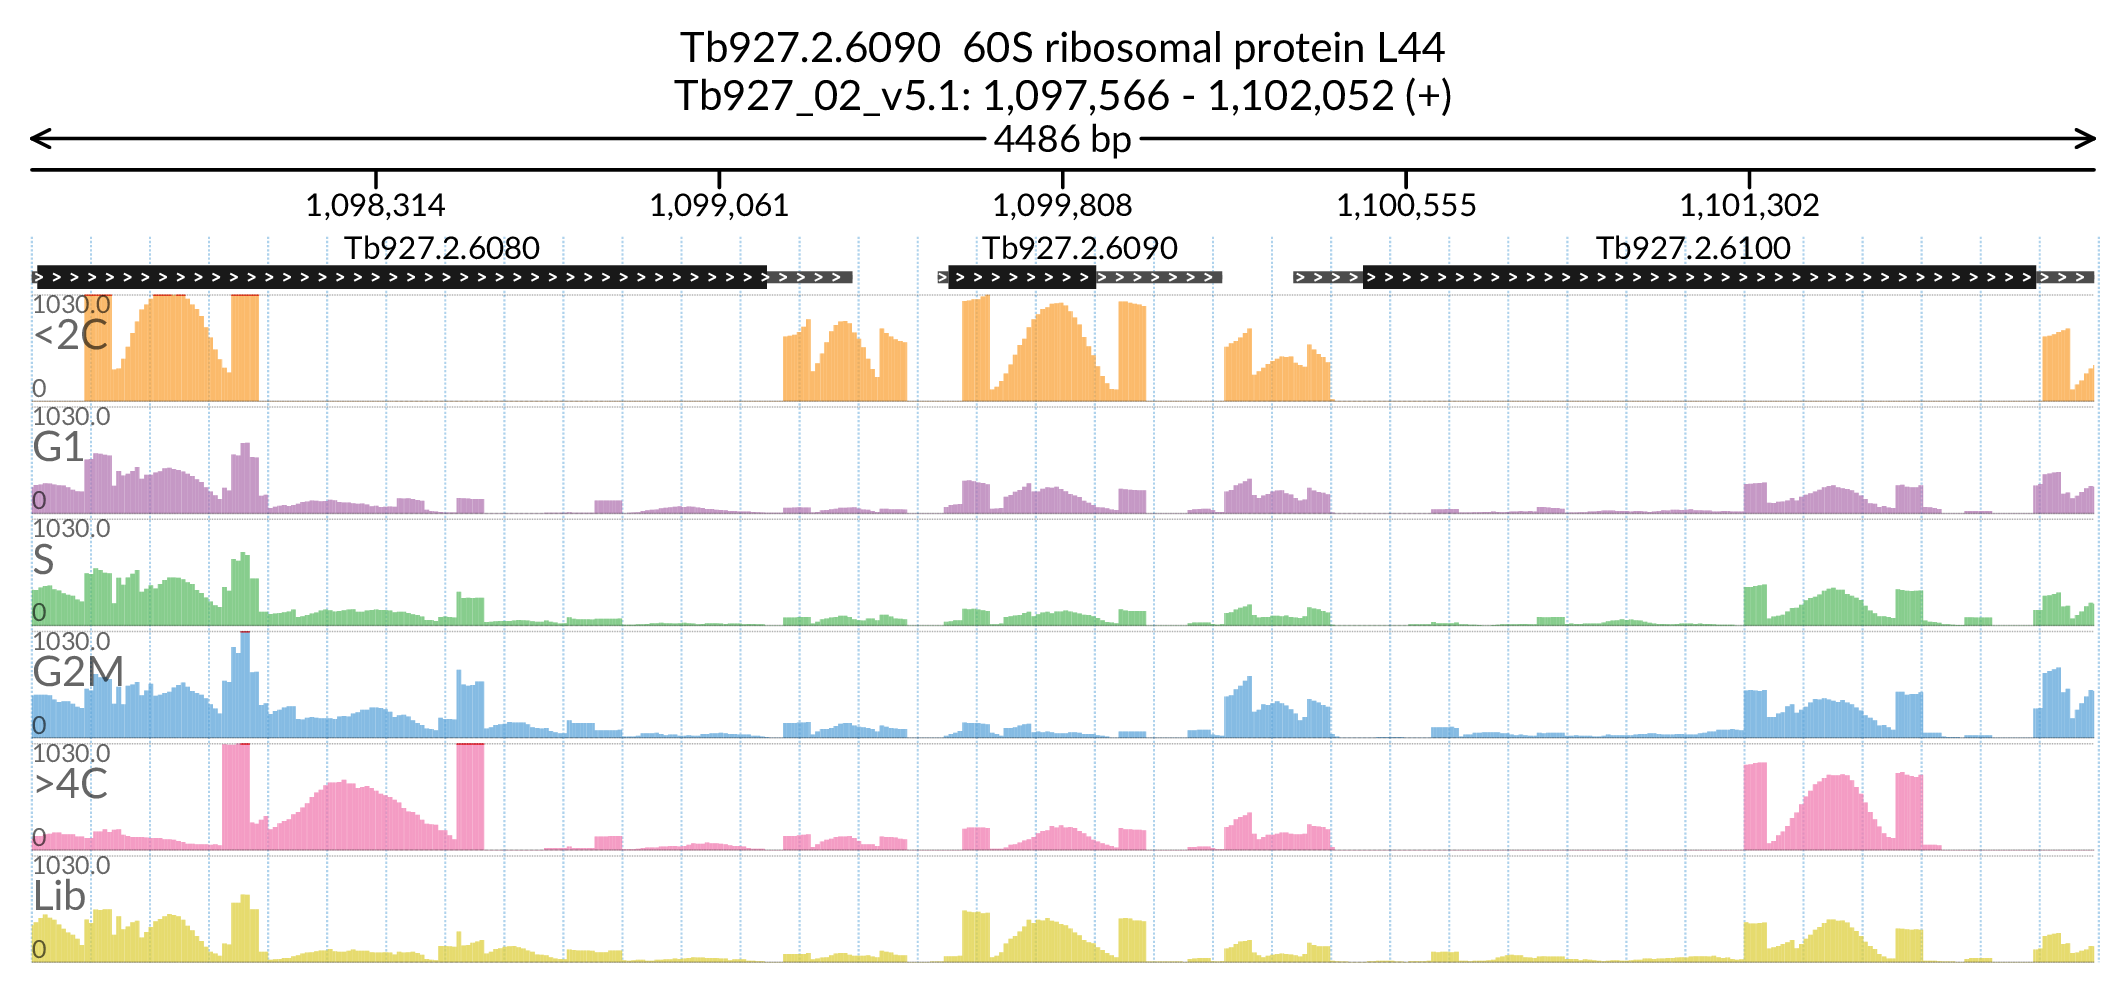 Tb927.2.6090  60S ribosomal protein L44
Tb927_02_v5.1: 1,097,566 - 1,102,052 (+)
4486 bp
1,098,314 1,099,061 1,099,808 1,100,555 1,101,302
Tb927.2.6080 Tb927.2.6090 Tb927.2.6100
1030.0
<2C
0
1030.0
G1
0
1030.0
S
0
1030.0
G2M
0
1030.0
>4C
0
1030.0
Lib
0